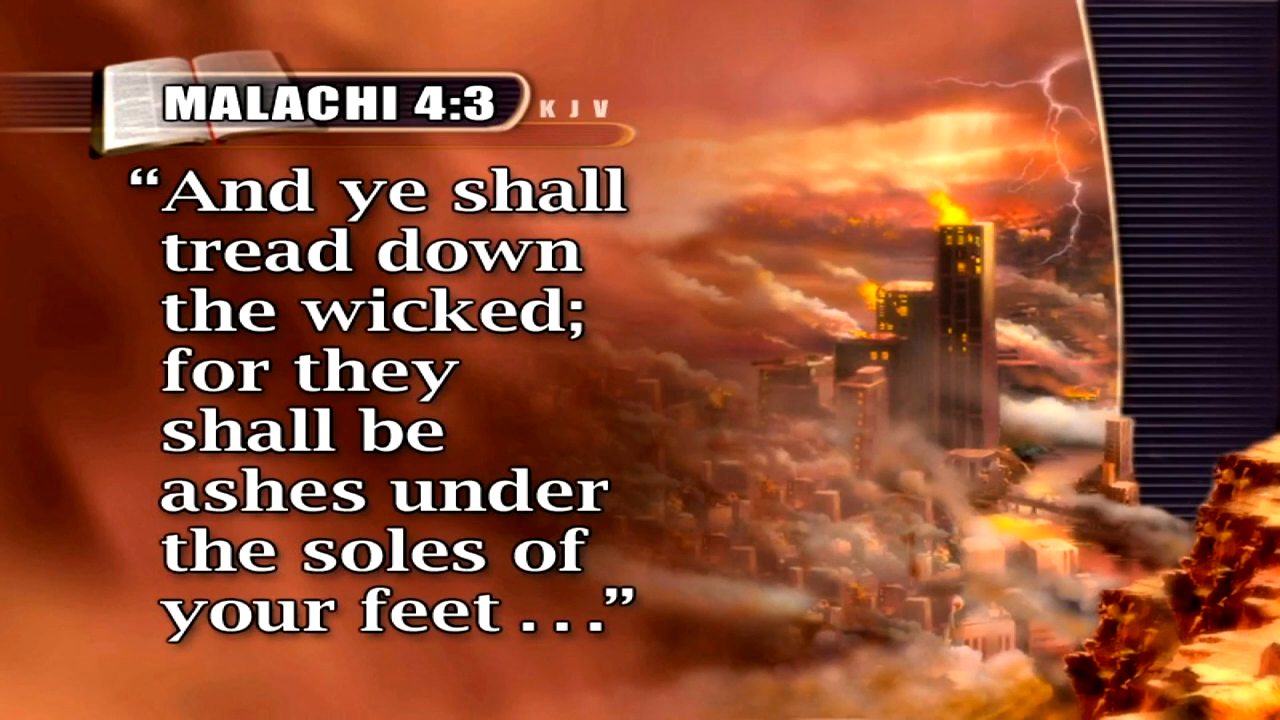 MALACHI 4:3 KJV
“And ye shall
tread down
the wicked;
for they
shall be
ashes under
the soles of
your feet . . .”